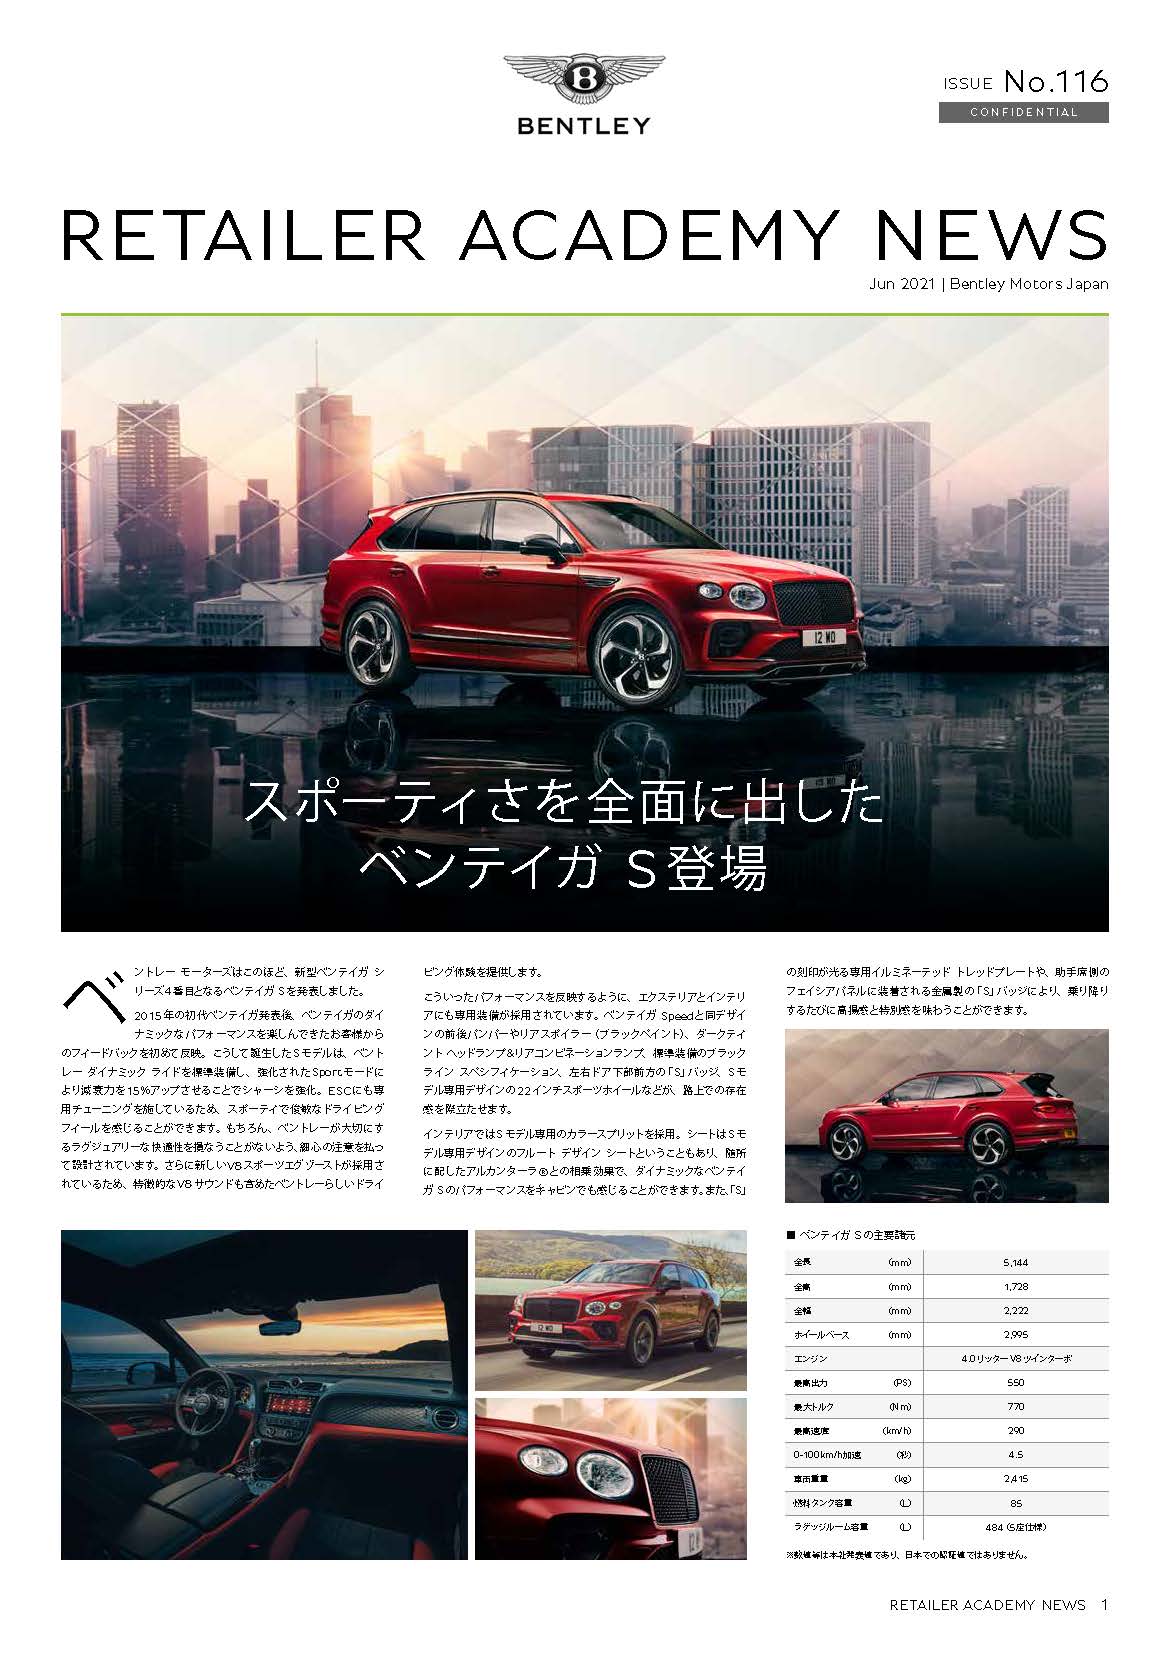 BENTLEY
ISSUE No.116
CONFIDENTIAL
RETAILER ACADEMY NEWS
Jun 2021 | Bentley Motors Japan
12 MO
スポーティさを全面に出した
ベンテイガ S登場
ベントレー モーターズはこのほど、新型ベンテイガ シ
リーズ4番目となるベンテイガ Sを発表しました。
2015年の初代ベンテイガ発表後、ベンテイガのダイ
ナミックなパフォーマンスを楽しんできたお客様から
のフィードバックを初めて反映。こうして誕生したSモデルは、ベント
レー ダイナミック ライドを標準装備し、強化されたSportモードに
より減衰力を15%アップさせることでシャーシを強化。ESCにも専
用チューニングを施しているため、スポーティで俊敏なドライビング
フィールを感じることができます。もちろん、ベントレーが大切にす
るラグジュアリーな快適性を損なうことがないよう、細心の注意を払っ
て設計されています。さらに新しいV8スポーツエグゾーストが採用さ
れているため、特徴的なV8サウンドも含めたベントレーらしいドライ
ビング体験を提供します。
こういったパフォーマンスを反映するように、エクステリアとインテリ
アにも専用装備が採用されています。ベンテイガ Speedと同デザイ
ンの前後バンパーやリアスポイラー（ブラックペイント）、ダークティ
ント ヘッドランプ&リアコンビネーションランプ、標準装備のブラック
ライン スペシフィケーション、左右ドア下部前方の「S」バッジ、Sモ
デル専用デザインの22インチスポーツホイールなどが、路上での存在
感を際立たせます。
インテリアではSモデル専用のカラースプリットを採用。シートはSモ
デル専用デザインのフルート デザイン シートということもあり、随所
に配したアルカンターラ®との相乗効果で、ダイナミックなベンテイ
ガ Sのパフォーマンスをキャビンでも感じることができます。また、「S」
の刻印が光る専用イルミネーテッド トレッドプレートや、助手席側の
フェイシアパネルに装着される金属製の「S」バッジにより、乗り降り
するたびに高揚感と特別感を味わうことができます。
12 MO
■ ベンテイガ Sの主要諸元
全長 (mm) 5,144
全高 (mm) 1,728
全幅 (mm) 2,222
ホイールベース (mm) 2,995
エンジン 4.0リッターV8ツインターボ
最高出力 (PS) 550
最大トルク (Nm) 770
最高速度 (km/h) 290
0-100km/h加速 (秒) 4.5
車両重量 (kg) 2,415
燃料タンク容量 (L) 85
ラゲッジルーム容量 (L) 484（5座仕様）
※数値等は本社発表値であり、日本での認証値ではありません。
RETAILER ACADEMY NEWS 1